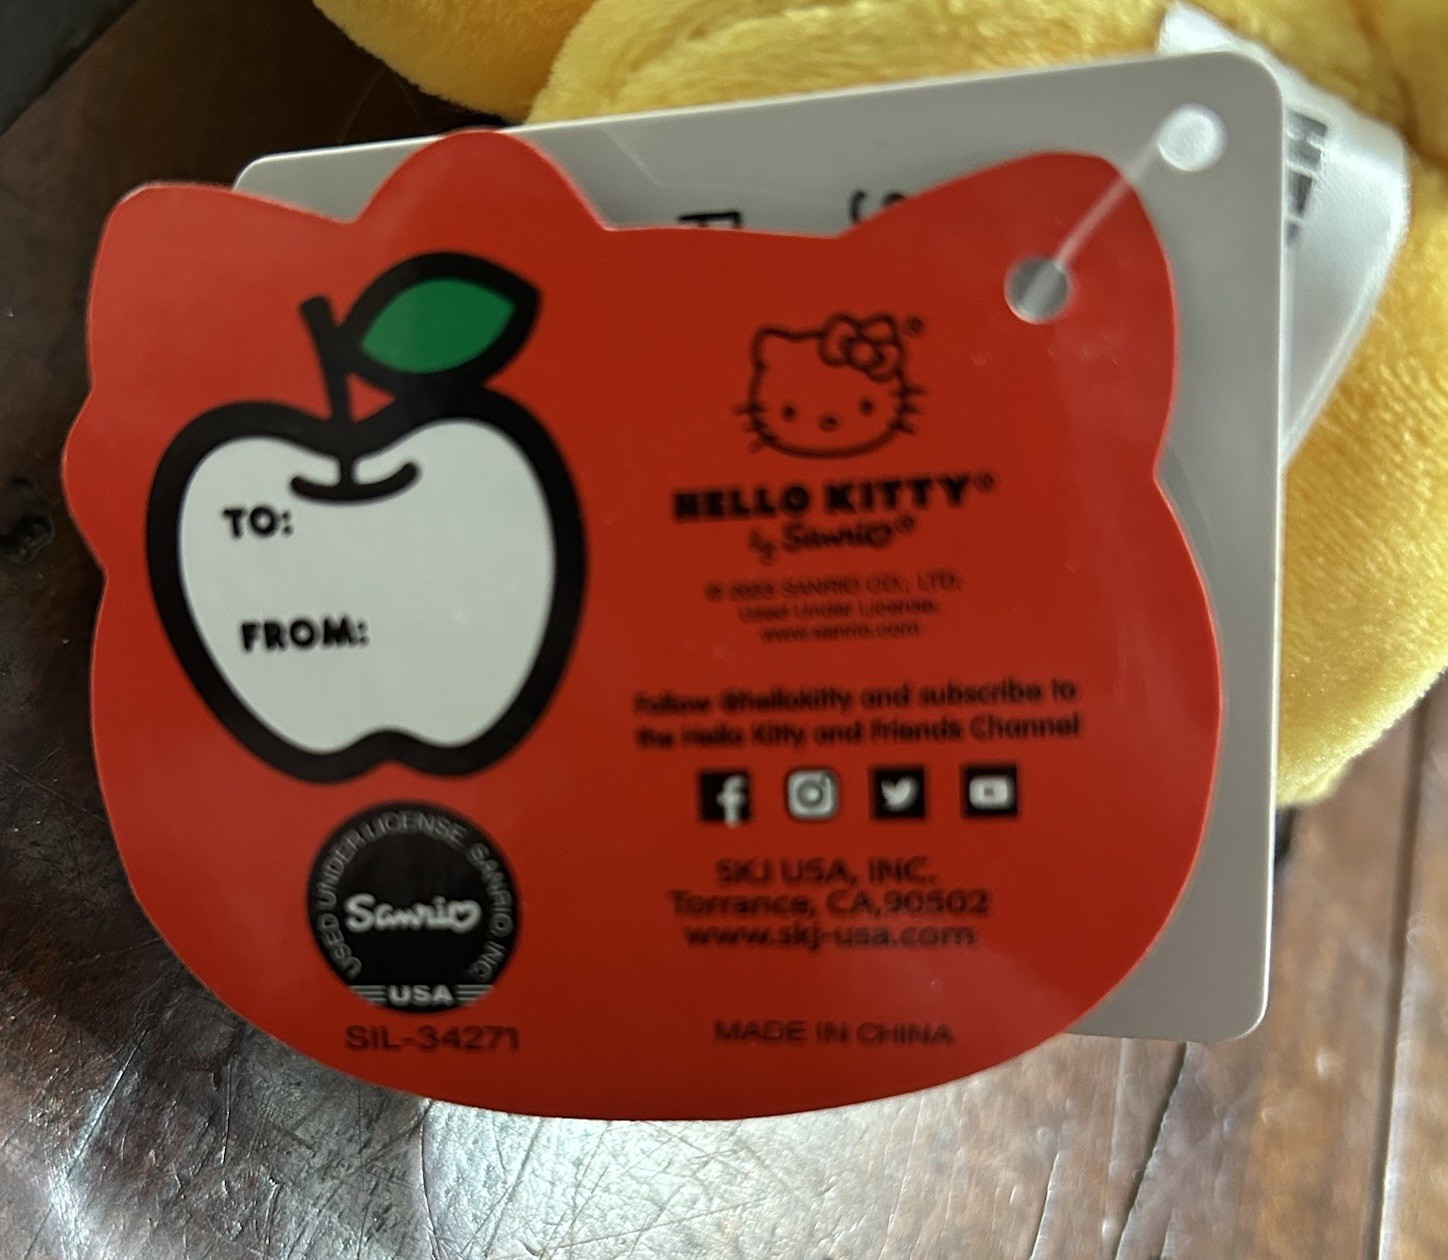 TO:
FROM:
HELLO KITTY®
by Sanrio®
© 2023 SANRIO CO., LTD.
Used Under License.
www.sanrio.com
Follow @hellokitty and subscribe to
the Hello Kitty and Friends Channel
SKJ USA, INC.
Torrance, CA,90502
www.skj-usa.com
MADE IN CHINA
USED UNDER LICENSE. SANRIO, INC.
Sanrio
USA
SIL-34271